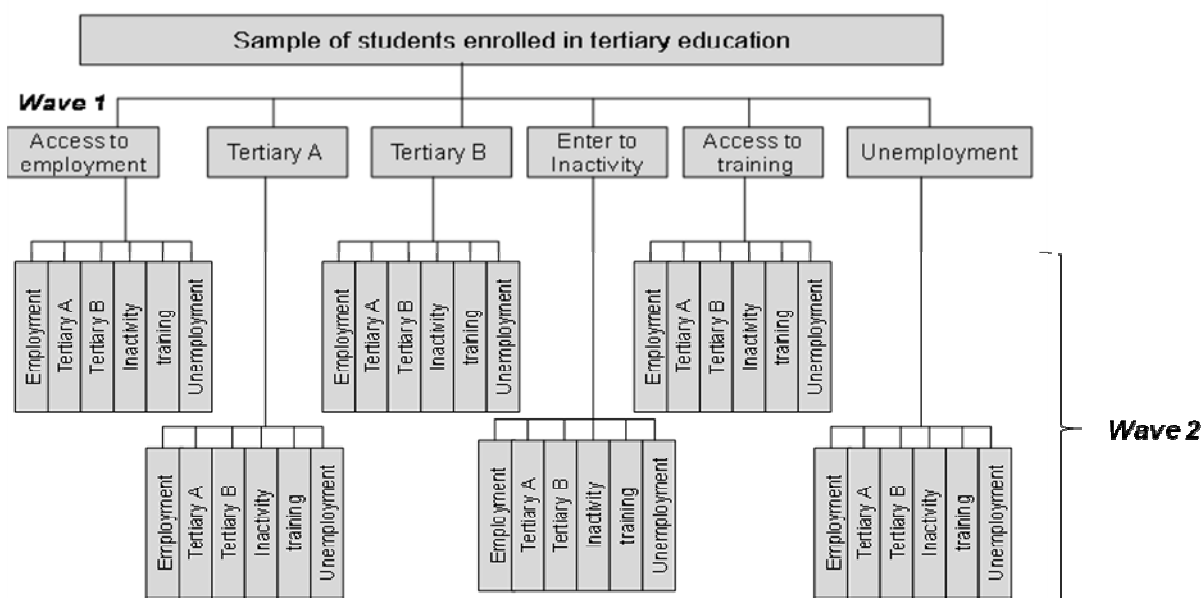 Sample of students enrolled in tertiary education
Wave 1
Access to
employment
Tertiary A
Tertiary B
Enter to
Inactivity
Access to
training
Unemployment
Employment
Tertiary A
Tertiary B
Inactivity
training
Unemployment
Employment
Tertiary A
Tertiary B
Inactivity
training
Unemployment
Employment
Tertiary A
Tertiary B
Inactivity
training
Unemployment
Wave 2
Employment
Tertiary A
Tertiary B
Inactivity
training
Unemployment
Employment
Tertiary A
Tertiary B
Inactivity
training
Unemployment
Employment
Tertiary A
Tertiary B
Inactivity
training
Unemployment